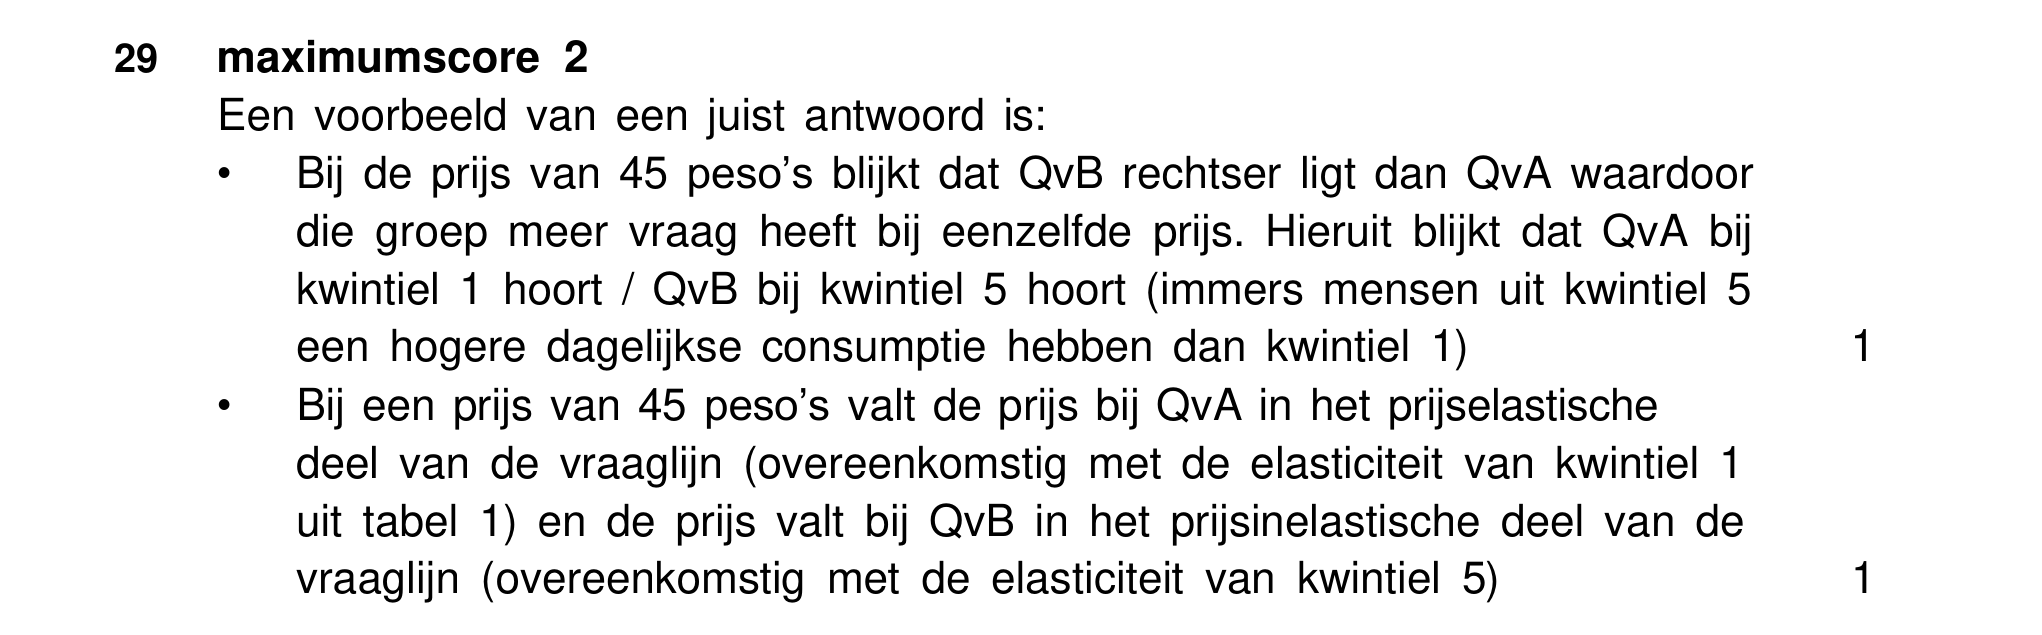 29 maximumscore 2
Een voorbeeld van een juist antwoord is:
• Bij de prijs van 45 peso’s blijkt dat QvB rechtser ligt dan QvA waardoor
die groep meer vraag heeft bij eenzelfde prijs. Hieruit blijkt dat QvA bij
kwintiel 1 hoort / QvB bij kwintiel 5 hoort (immers mensen uit kwintiel 5
een hogere dagelijkse consumptie hebben dan kwintiel 1) 1
• Bij een prijs van 45 peso’s valt de prijs bij QvA in het prijselastische
deel van de vraaglijn (overeenkomstig met de elasticiteit van kwintiel 1
uit tabel 1) en de prijs valt bij QvB in het prijsinelastische deel van de
vraaglijn (overeenkomstig met de elasticiteit van kwintiel 5) 1